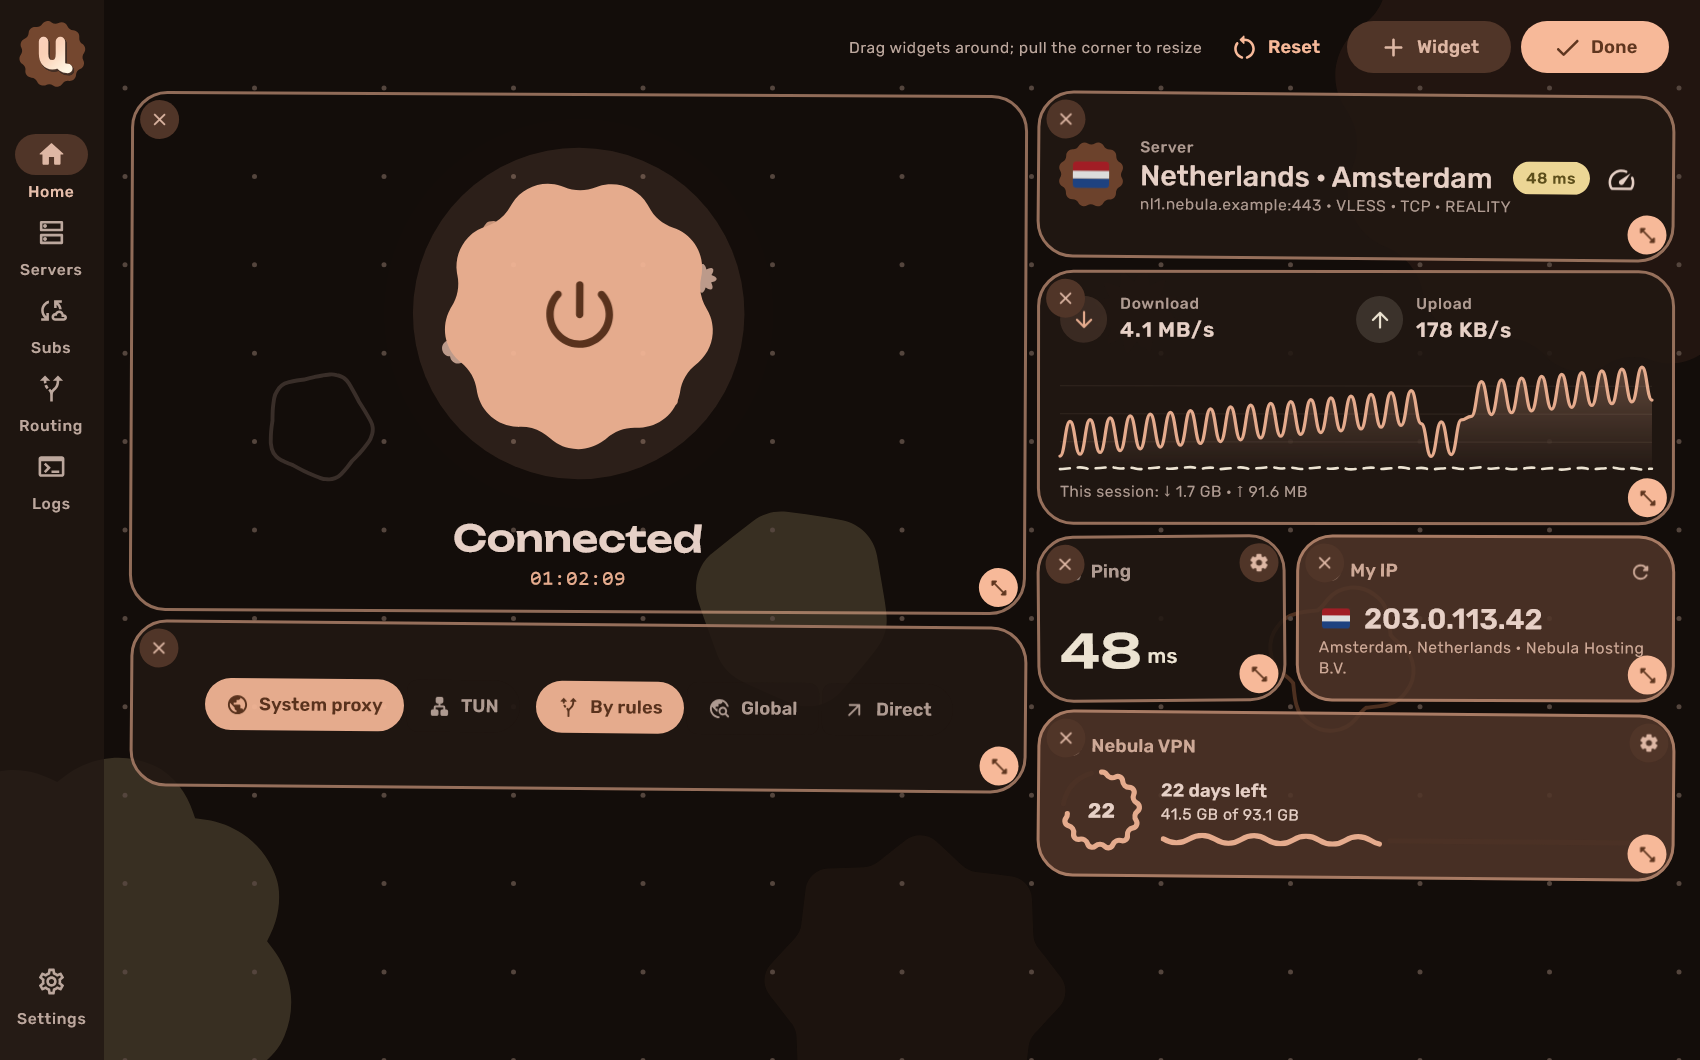 u
Home
Servers
Subs
Routing
Logs
Settings
Drag widgets around; pull the corner to resize
Reset
Widget
Done
Connected
01:02:09
System proxy
TUN
By rules
Global
Direct
Server
Netherlands • Amsterdam
48 ms
nl1.nebula.example:443 • VLESS • TCP • REALITY
Download
4.1 MB/s
Upload
178 KB/s
This session: ↓ 1.7 GB • ↑ 91.6 MB
Ping
48 ms
My IP
203.0.113.42
Amsterdam, Netherlands • Nebula Hosting
B.V.
Nebula VPN
22
22 days left
41.5 GB of 93.1 GB